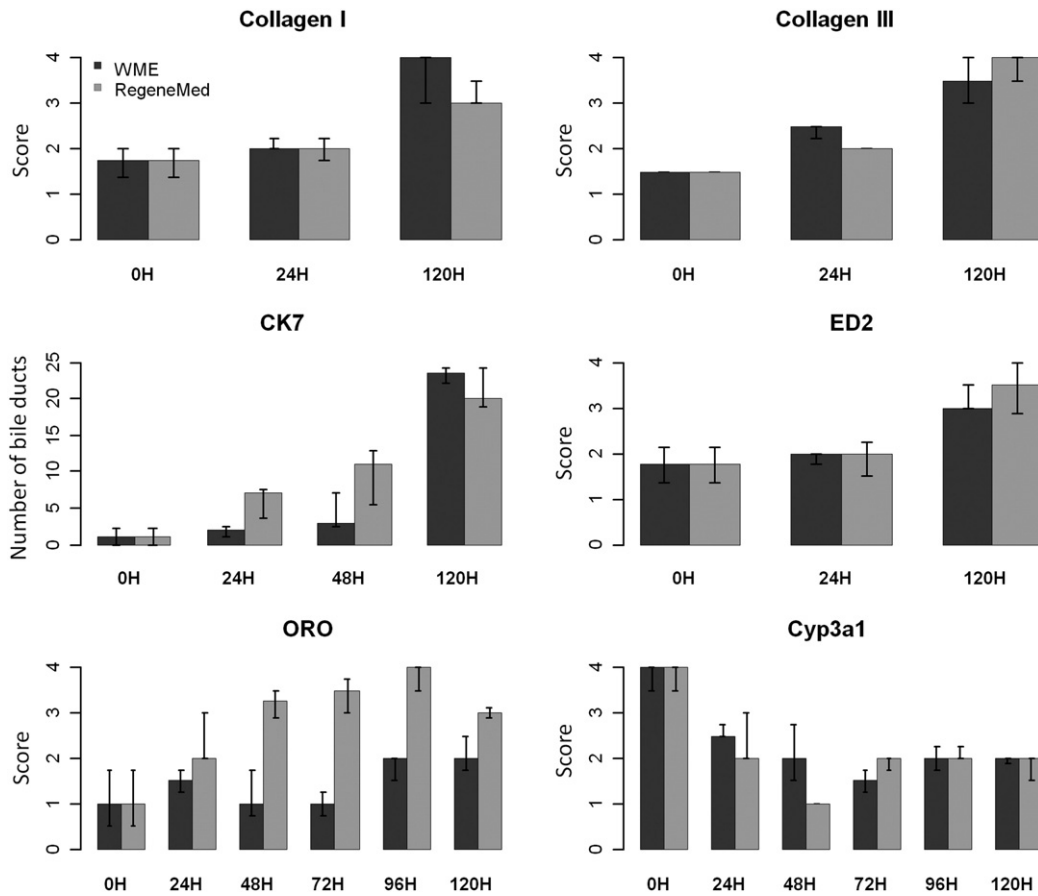 Collagen I
Score
4
3
2
1
0
WME
RegeneMed
0H 24H 120H
Collagen III
Score
4
3
2
1
0
0H 24H 120H
CK7
Number of bile ducts
25
20
15
10
5
0
0H 24H 48H 120H
ED2
Score
4
3
2
1
0
0H 24H 120H
ORO
Score
4
3
2
1
0
0H 24H 48H 72H 96H 120H
Cyp3a1
Score
4
3
2
1
0
0H 24H 48H 72H 96H 120H